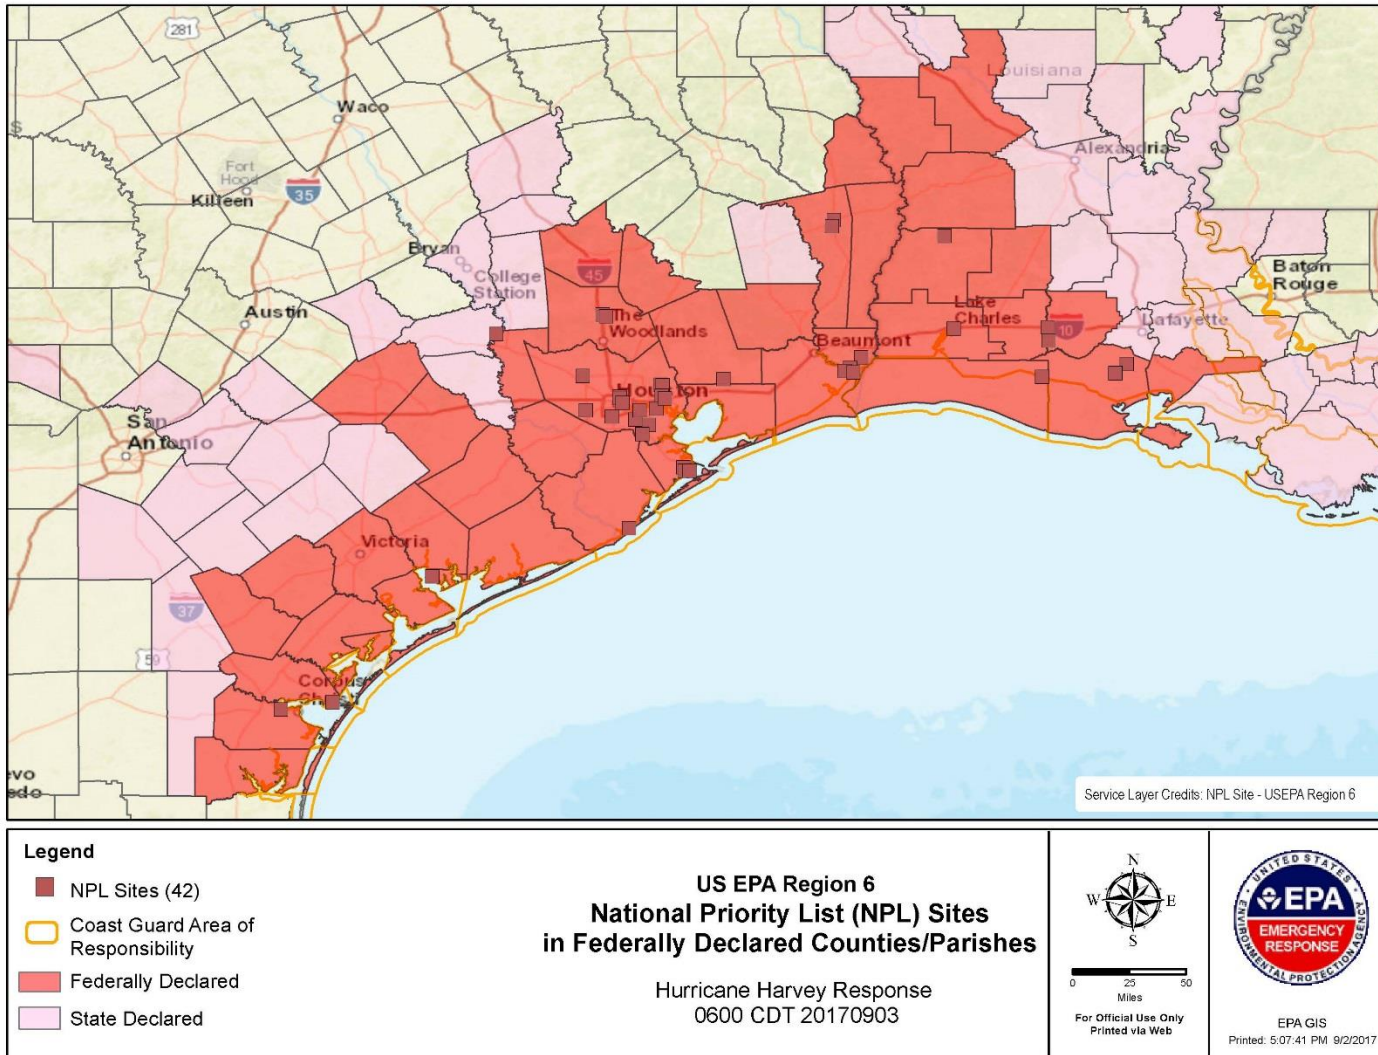 281
Louisiana
Waco
Alexandria
Fort
Hood
Killeen
35
Bryan
College
Station
45
Baton
Rouge
Austin
The
Woodlands
Lake
Charles
10
Lafayette
Beaumont
Houston
San
Antonio
Victoria
37
59
Corpus
Christi
evo
edo
Service Layer Credits: NPL Site - USEPA Region 6
Legend
NPL Sites (42)
Coast Guard Area of
Responsibility
Federally Declared
State Declared
US EPA Region 6
National Priority List (NPL) Sites
in Federally Declared Counties/Parishes
Hurricane Harvey Response
0600 CDT 20170903
N
W E
S
0 25 50
Miles
For Official Use Only
Printed via Web
UNITED STATES
EPA
EMERGENCY
RESPONSE
ENVIRONMENTAL PROTECTION AGENCY
EPA GIS
Printed: 5:07:41 PM 9/2/2017